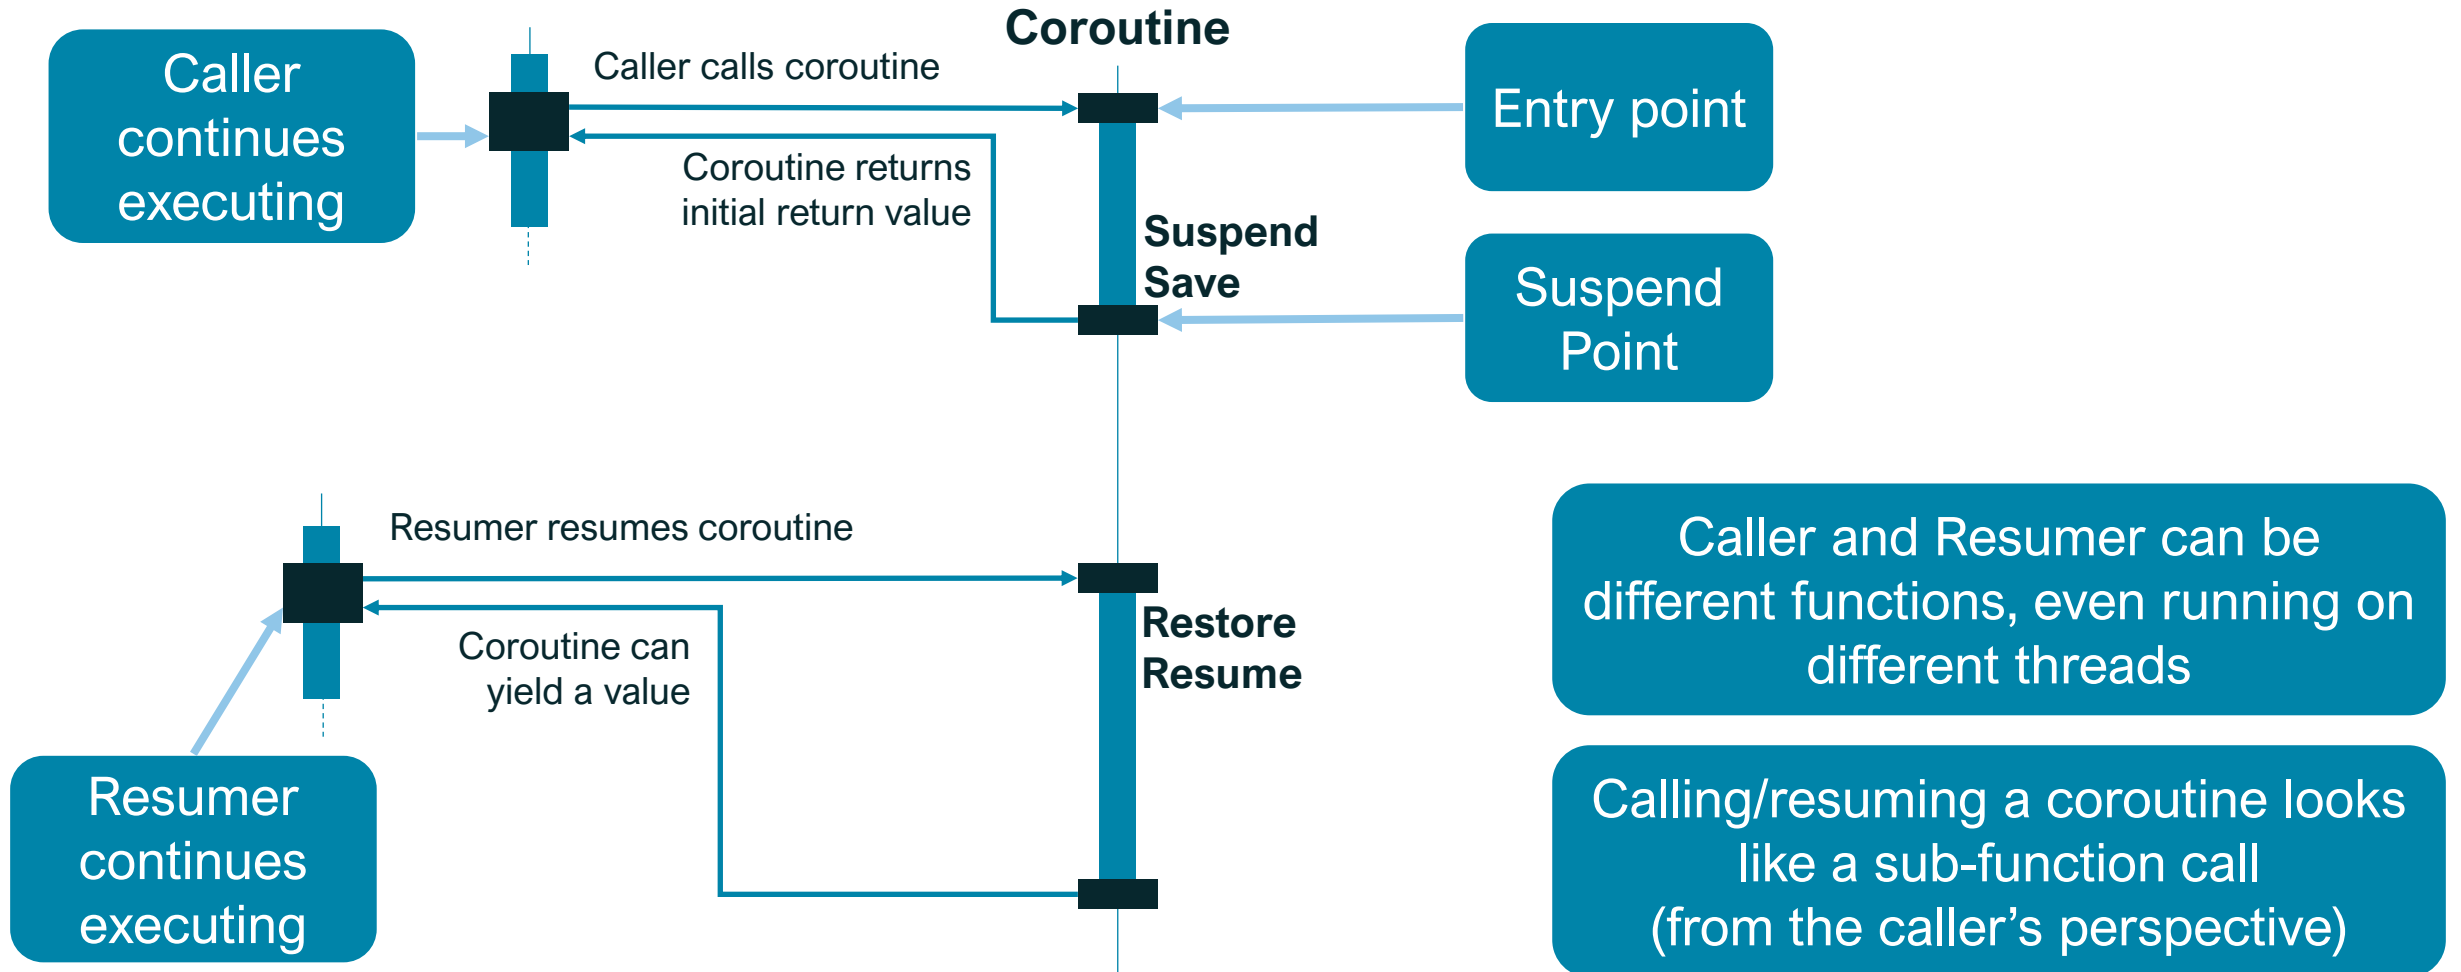 Coroutine
Caller
continues
executing
Caller calls coroutine
Coroutine returns
initial return value
Entry point
Suspend
Save
Suspend
Point
Resumer resumes coroutine
Coroutine can
yield a value
Restore
Resume
Resumer
continues
executing
Caller and Resumer can be
different functions, even running on
different threads
Calling/resuming a coroutine looks
like a sub-function call
(from the caller’s perspective)